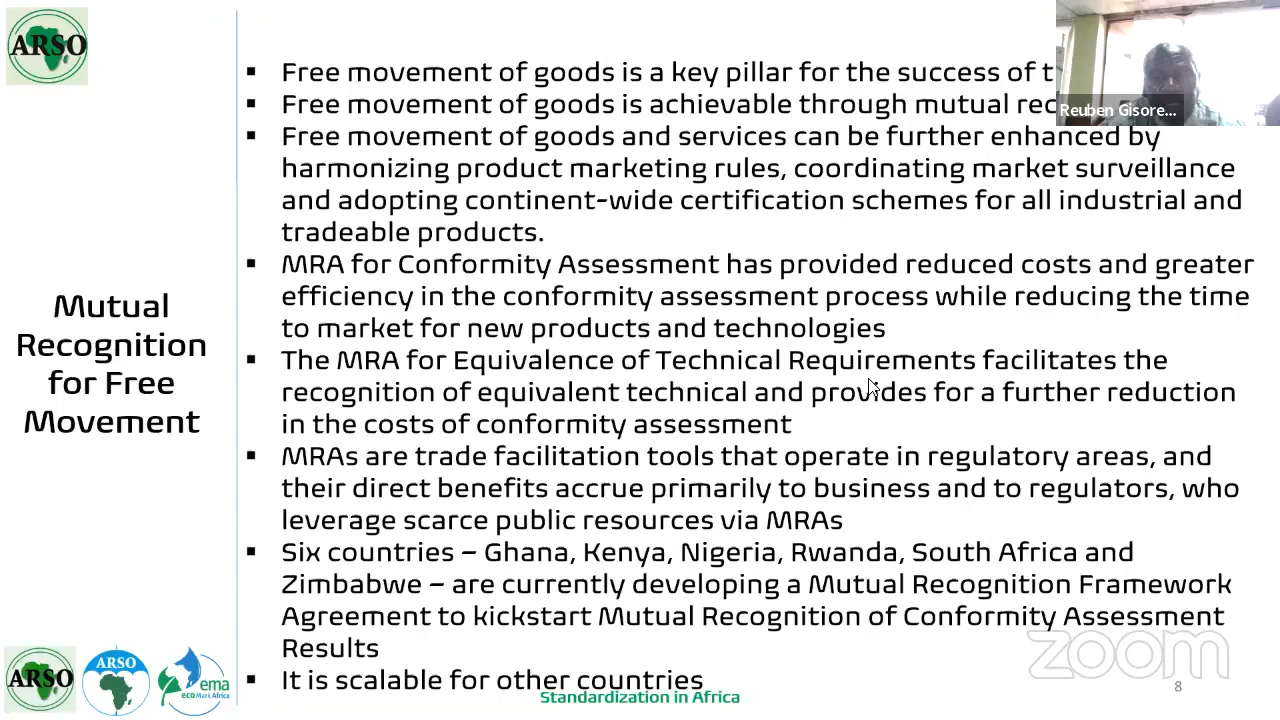 ARSO
Free movement of goods is a key pillar for the success of t
Free movement of goods is achievable through mutual rec
Reuben Gisore...
Free movement of goods and services can be further enhanced by
harmonizing product marketing rules, coordinating market surveillance
and adopting continent-wide certification schemes for all industrial and
tradeable products.
MRA for Conformity Assessment has provided reduced costs and greater
efficiency in the conformity assessment process while reducing the time
to market for new products and technologies
Mutual
Recognition
for Free
Movement
The MRA for Equivalence of Technical Requirements facilitates the
recognition of equivalent technical and provides for a further reduction
in the costs of conformity assessment
MRAs are trade facilitation tools that operate in regulatory areas, and
their direct benefits accrue primarily to business and to regulators, who
leverage scarce public resources via MRAs
Six countries – Ghana, Kenya, Nigeria, Rwanda, South Africa and
Zimbabwe – are currently developing a Mutual Recognition Framework
Agreement to kickstart Mutual Recognition of Conformity Assessment
Results
It is scalable for other countries
ARSO
ARSO
ema
eco Mark Africa
Standardization in Africa
zoom
8